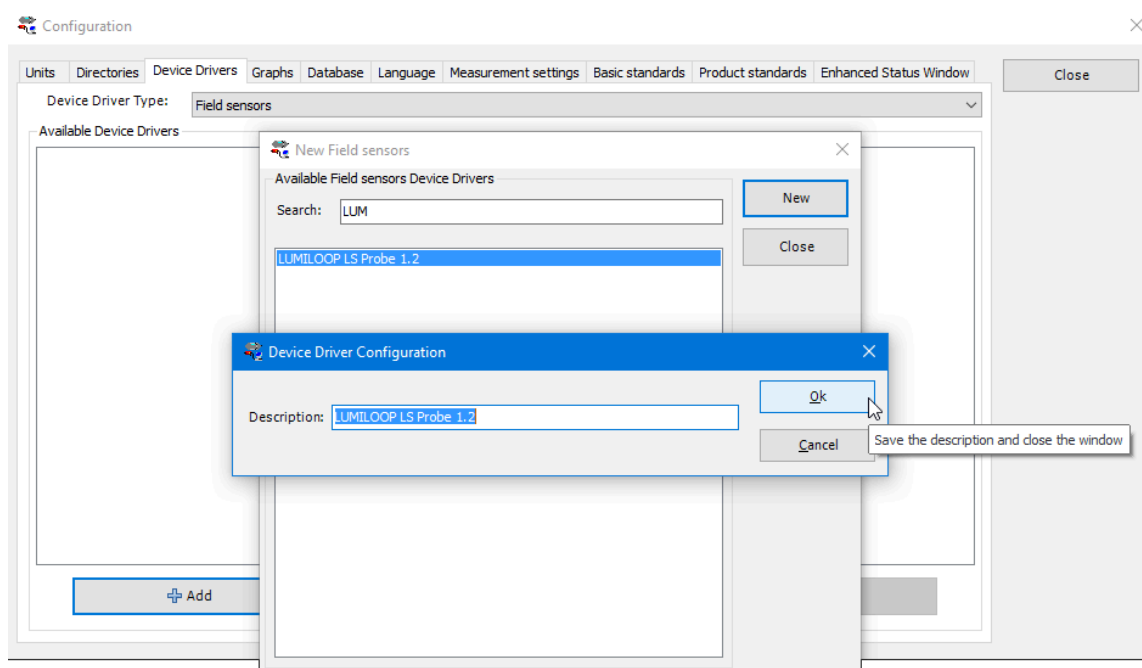 Configuration
Units Directories Device Drivers Graphs Database Language Measurement settings Basic standards Product standards Enhanced Status Window
Close
Device Driver Type: Field sensors
Available Device Drivers
New Field sensors
Available Field sensors Device Drivers
Search: LUM
New
Close
LUMILOOP LS Probe 1.2
Device Driver Configuration
Ok
Description: LUMILOOP LS Probe 1.2
Save the description and close the window
Cancel
Add